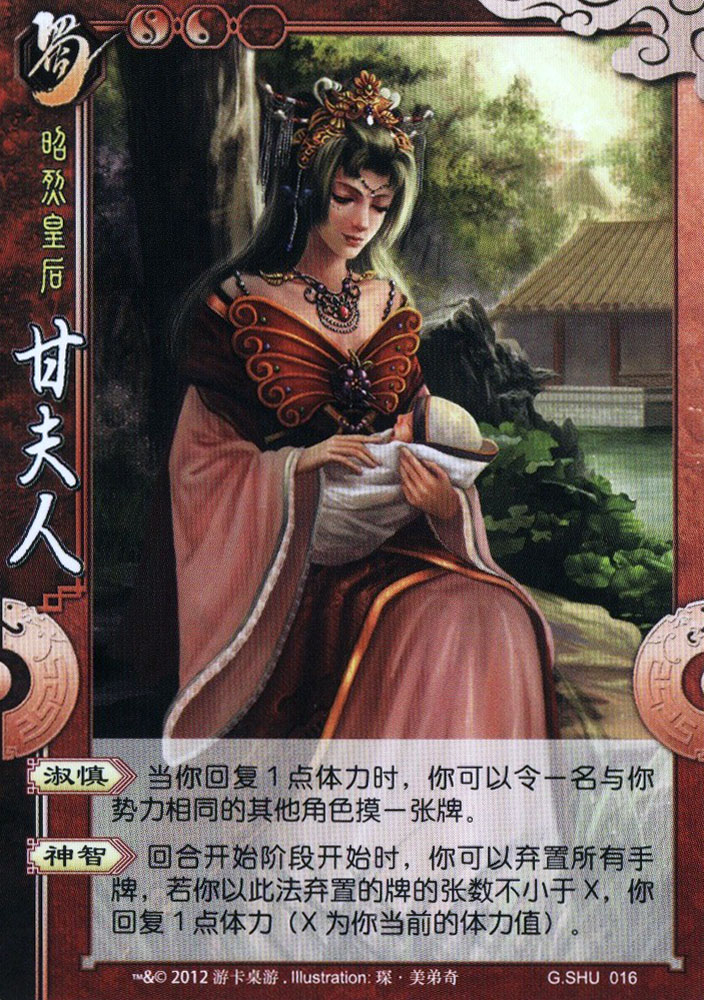 蜀
昭烈皇后
甘夫人
淑慎 当你回复1点体力时，你可以令一名与你
势力相同的其他角色摸一张牌。
神智 回合开始阶段开始时，你可以弃置所有手
牌，若你以此法弃置的牌的张数不小于X，你
回复1点体力（X为你当前的体力值）。
™&© 2012 游卡桌游 . Illustration: 琛·美弟奇 G.SHU 016